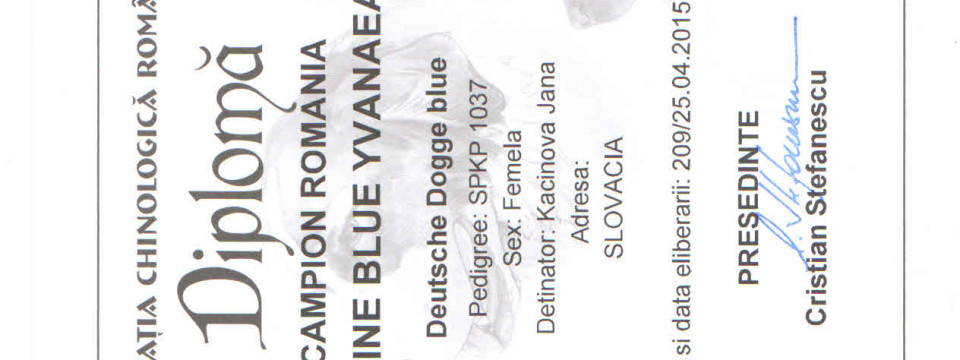 AȚIA CHINOLOGICĂ ROMÂ
Diplomă
CAMPION ROMÂNIA
INE BLUE YVANAEA
Deutsche Dogge blue
Pedigree: SPKP 1037
Sex: Femela
Detinator: Kacinova Jana
Adresa:
SLOVACIA
si data eliberarii: 209/25.04.2015
PRESEDINTE
Cristian Stefanescu